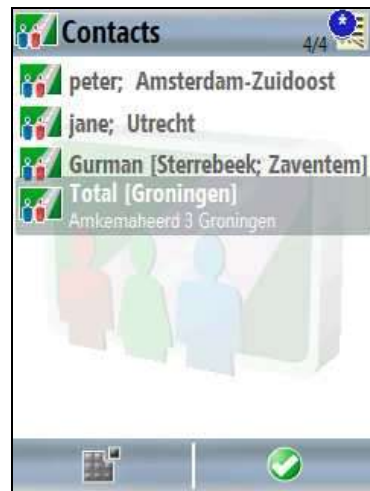 Contacts
4/4
peter; Amsterdam-Zuidoost
jane; Utrecht
Gurman [Sterrebeek; Zaventem]
Total [Groningen]
Amkemaheerd 3 Groningen